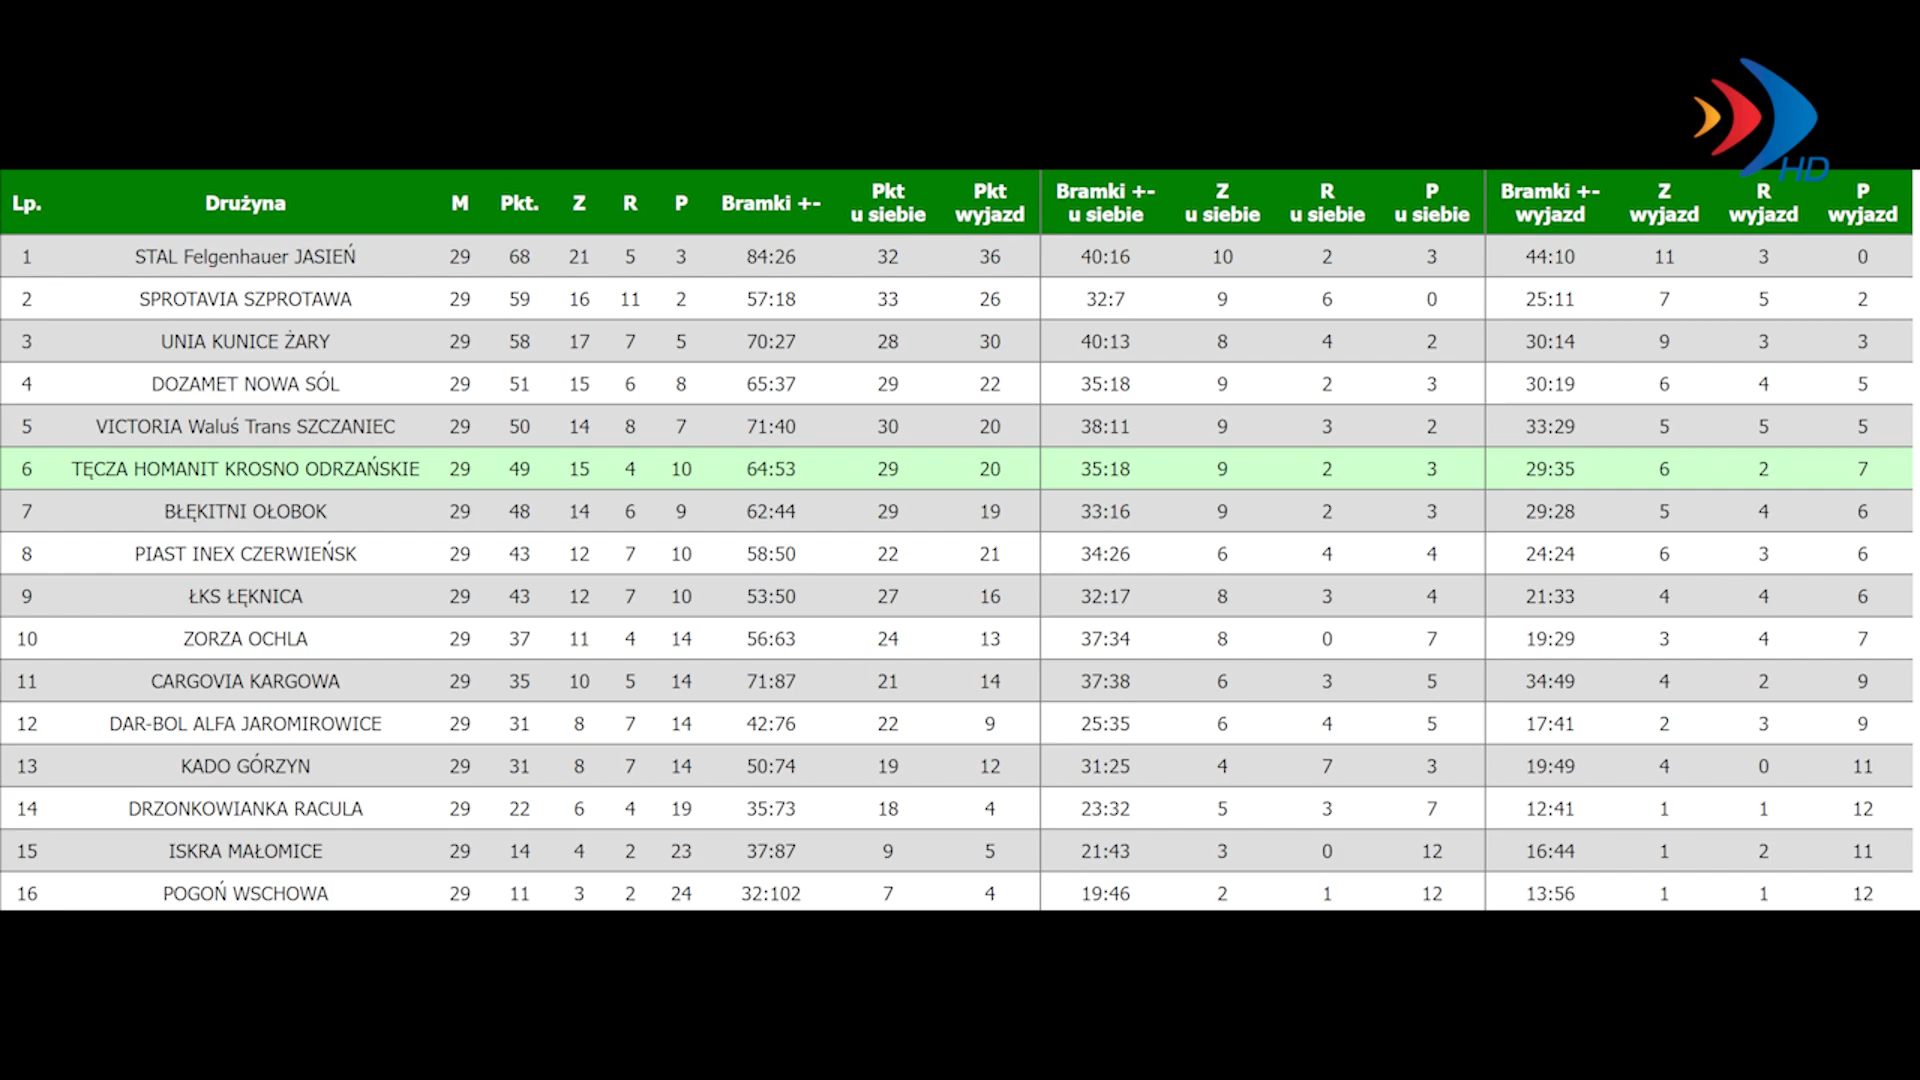 HD
Lp. Drużyna M Pkt. Z R P Bramki +- Pkt u siebie Pkt wyjazd Bramki +- u siebie Z u siebie R u siebie P u siebie Bramki +- wyjazd Z wyjazd R wyjazd P wyjazd
1 STAL Felgenhauer JASIEŃ 29 68 21 5 3 84:26 32 36 40:16 10 2 3 44:10 11 3 0
2 SPROTAVIA SZPROTAWA 29 59 16 11 2 57:18 33 26 32:7 9 6 0 25:11 7 5 2
3 UNIA KUNICE ŻARY 29 58 17 7 5 70:27 28 30 40:13 8 4 2 30:14 9 3 3
4 DOZAMET NOWA SÓL 29 51 15 6 8 65:37 29 22 35:18 9 2 3 30:19 6 4 5
5 VICTORIA Waluś Trans SZCZANIEC 29 50 14 8 7 71:40 30 20 38:11 9 3 2 33:29 5 5 5
6 TĘCZA HOMANIT KROSNO ODRZAŃSKIE 29 49 15 4 10 64:53 29 20 35:18 9 2 3 29:35 6 2 7
7 BŁĘKITNI OŁOBOK 29 48 14 6 9 62:44 29 19 33:16 9 2 3 29:28 5 4 6
8 PIAST INEX CZERWIEŃSK 29 43 12 7 10 58:50 22 21 34:26 6 4 4 24:24 6 3 6
9 ŁKS ŁĘKNICA 29 43 12 7 10 53:50 27 16 32:17 8 3 4 21:33 4 4 6
10 ZORZA OCHLA 29 37 11 4 14 56:63 24 13 37:34 8 0 7 19:29 3 4 7
11 CARGOVIA KARGOWA 29 35 10 5 14 71:87 21 14 37:38 6 3 5 34:49 4 2 9
12 DAR-BOL ALFA JAROMIROWICE 29 31 8 7 14 42:76 22 9 25:35 6 4 5 17:41 2 3 9
13 KADO GÓRZYN 29 31 8 7 14 50:74 19 12 31:25 4 7 3 19:49 4 0 11
14 DRZONKOWIANKA RACULA 29 22 6 4 19 35:73 18 4 23:32 5 3 7 12:41 1 1 12
15 ISKRA MAŁOMICE 29 14 4 2 23 37:87 9 5 21:43 3 0 12 16:44 1 2 11
16 POGOŃ WSCHOWA 29 11 3 2 24 32:102 7 4 19:46 2 1 12 13:56 1 1 12